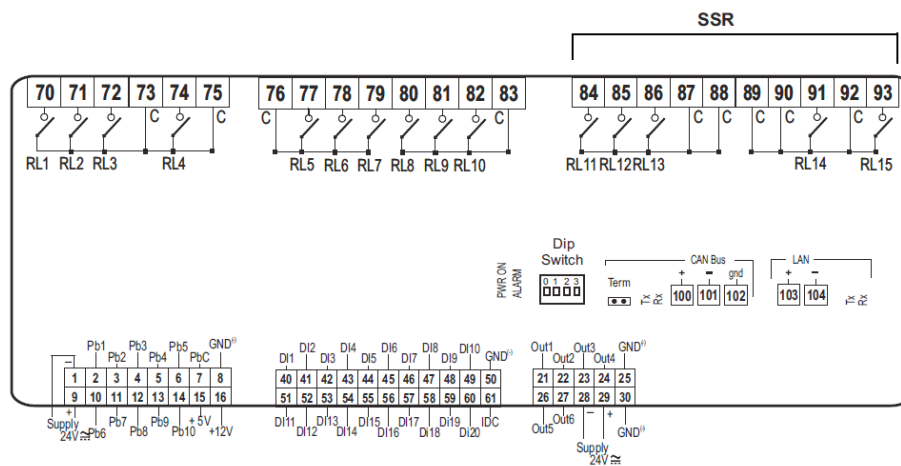 SSR
70 71 72 73 74 75 76 77 78 79 80 81 82 83 84 85 86 87 88 89 90 91 92 93
C C C C C C C C C
RL1 RL2 RL3 RL4 RL5 RL6 RL7 RL8 RL9 RL10 RL11 RL12 RL13 RL14 RL15
PWR ON
ALARM
Dip
Switch
0 1 2 3
CAN Bus
Term
Tx
Rx
+ − gnd
100 101 102
LAN
+ −
103 104
Tx
Rx
Pb1 Pb3 Pb5 GND(-)
Pb2 Pb4 PbC
−
1 2 3 4 5 6 7 8
9 10 11 12 13 14 15 16
+
Supply
24V
Pb6 Pb7 Pb8 Pb9 Pb10 +5V +12V
DI2 DI4 DI6 DI8 DI10
DI1 DI3 DI5 DI7 DI9 GND(-)
40 41 42 43 44 45 46 47 48 49 50
51 52 53 54 55 56 57 58 59 60 61
DI11 DI13 DI15 DI17 Di19 IDC
DI12 DI14 DI16 Di18 Di20
Out1 Out3 GND(-)
Out2 Out4
21 22 23 24 25
26 27 28 29 30
Out5 Out6 − + GND(-)
Supply
24V